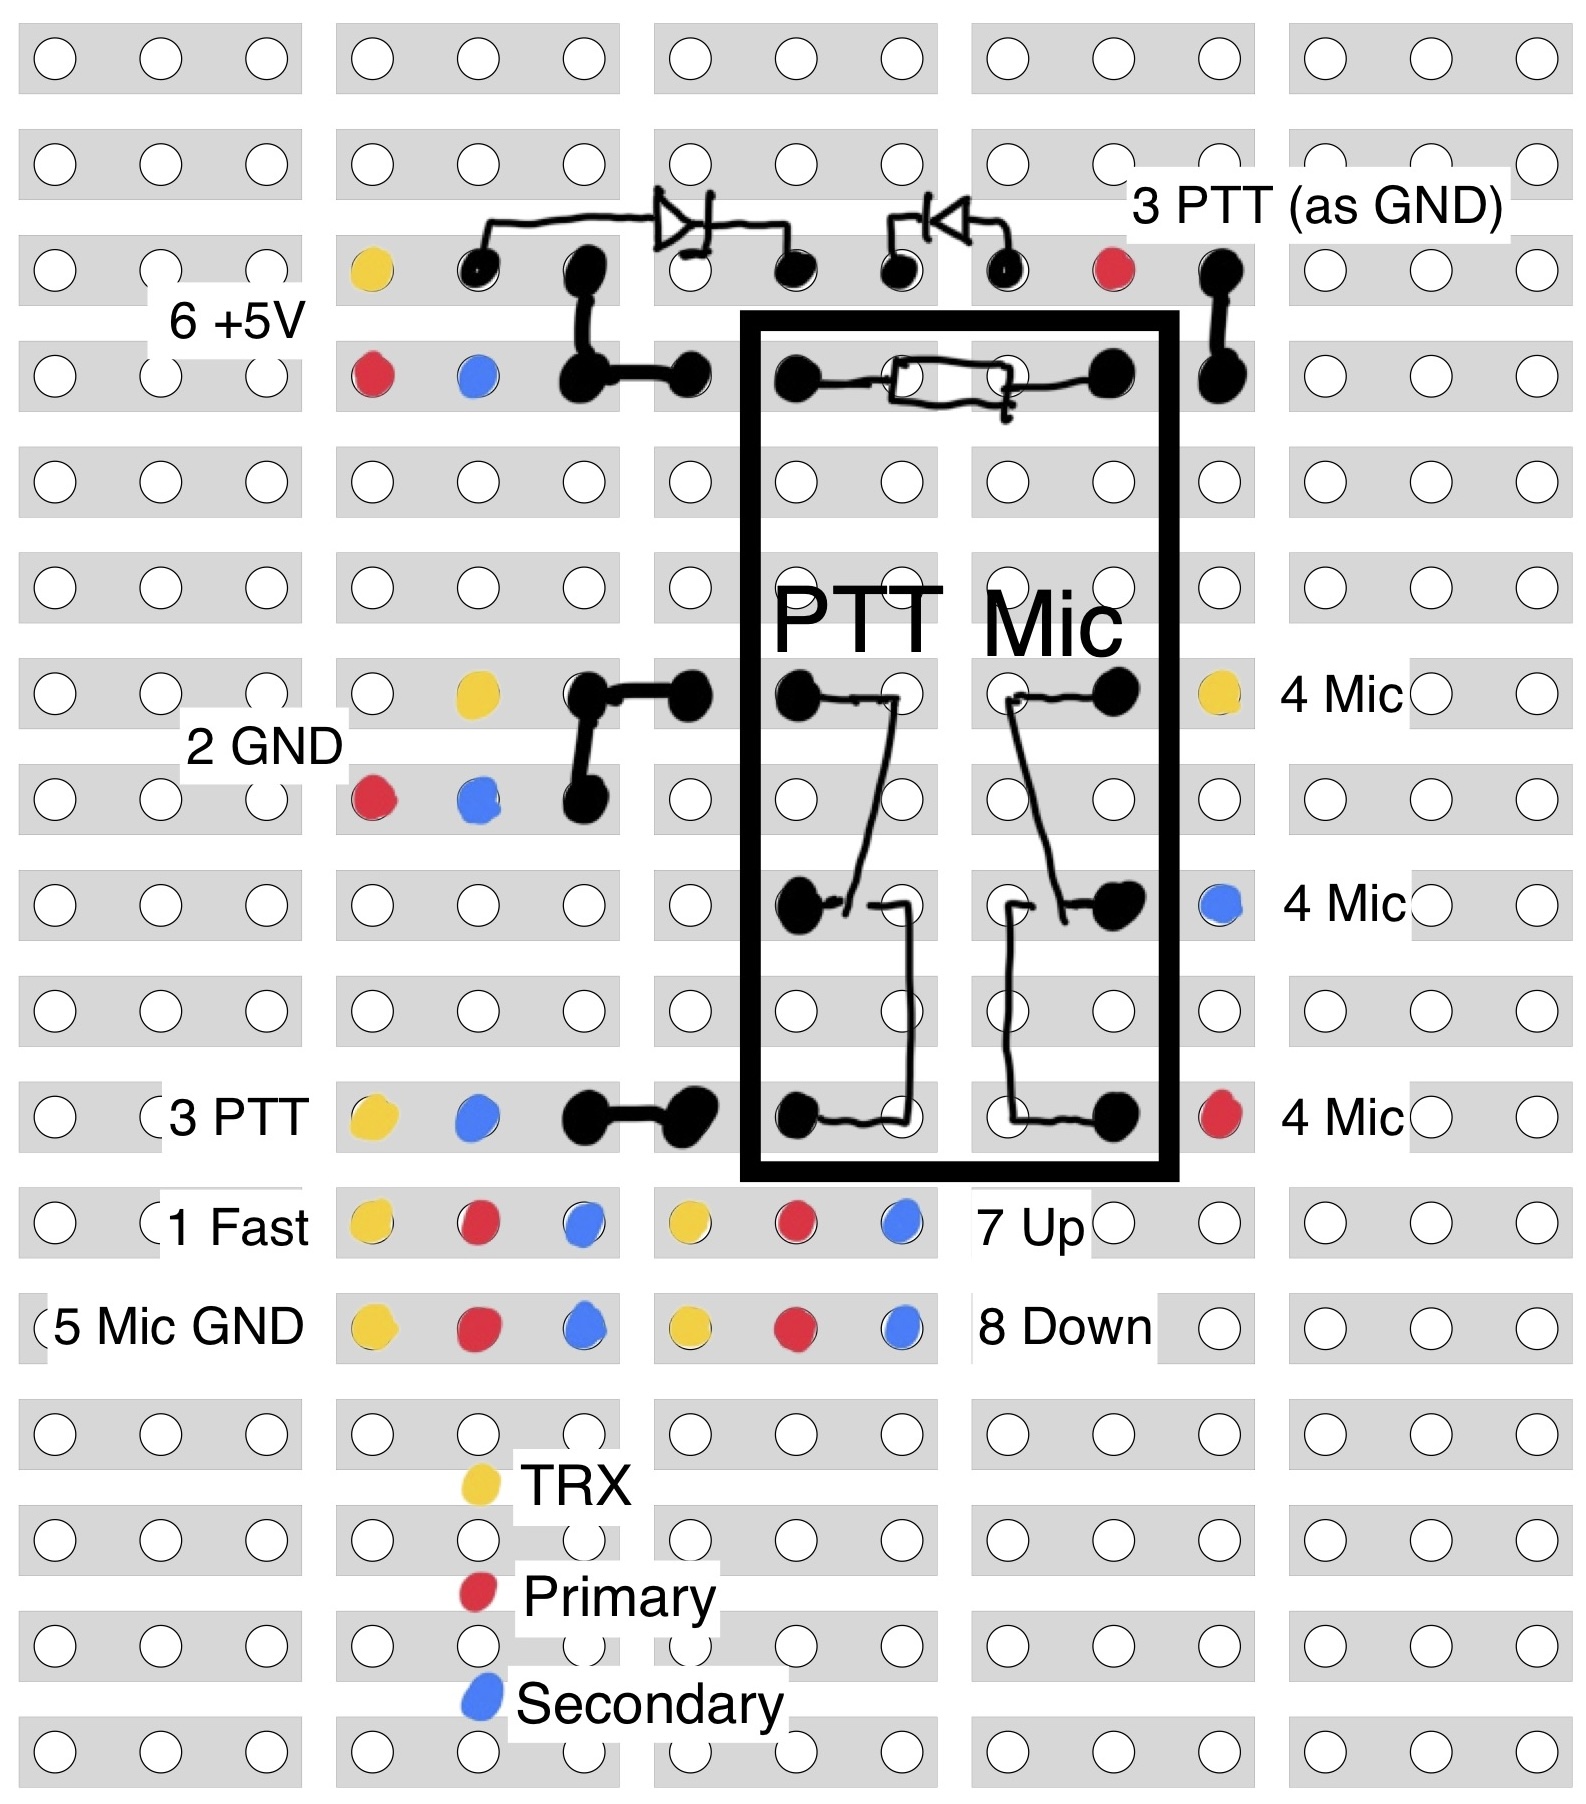 3 PTT (as GND)
6 +5V
PTT Mic
4 Mic
2 GND
4 Mic
3 PTT
4 Mic
1 Fast
7 Up
5 Mic GND
8 Down
TRX
Primary
Secondary